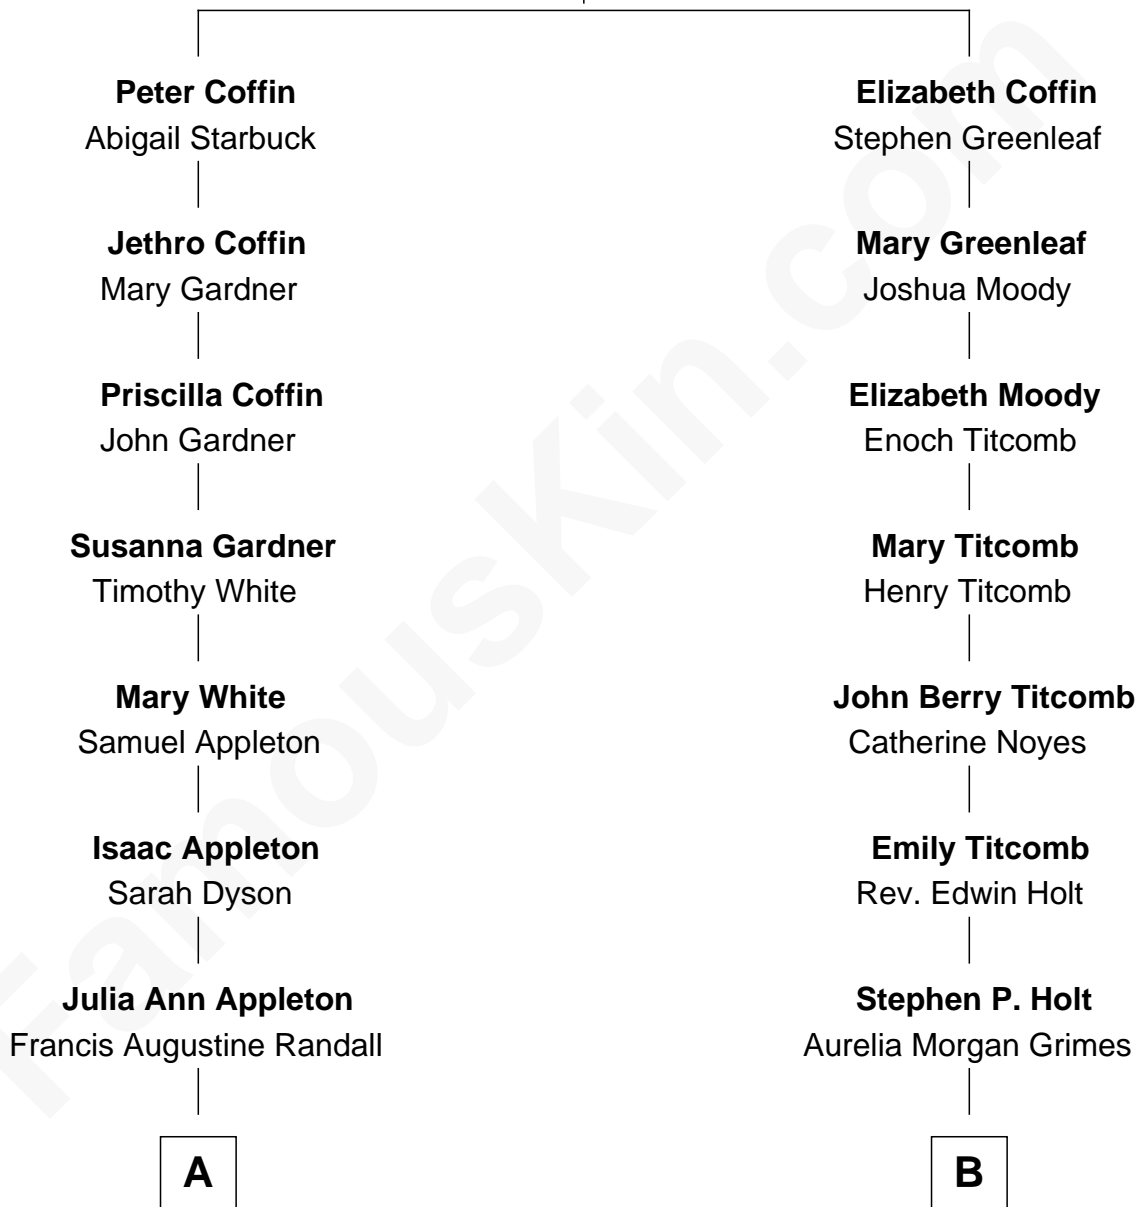 Peter Coffin
Abigail Starbuck
Jethro Coffin
Mary Gardner
Priscilla Coffin
John Gardner
Susanna Gardner
Timothy White
Mary White
Samuel Appleton
Isaac Appleton
Sarah Dyson
Julia Ann Appleton
Francis Augustine Randall
A
Elizabeth Coffin
Stephen Greenleaf
Mary Greenleaf
Joshua Moody
Elizabeth Moody
Enoch Titcomb
Mary Titcomb
Henry Titcomb
John Berry Titcomb
Catherine Noyes
Emily Titcomb
Rev. Edwin Holt
Stephen P. Holt
Aurelia Morgan Grimes
B
FamousKin.com